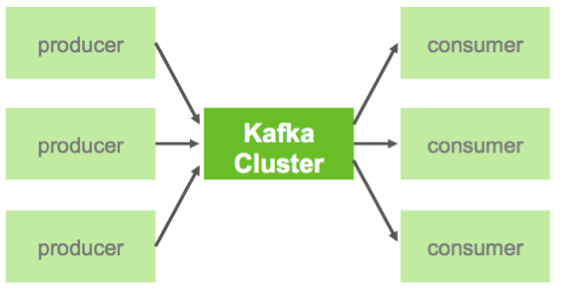 producer
consumer
producer
Kafka
Cluster
consumer
producer
consumer